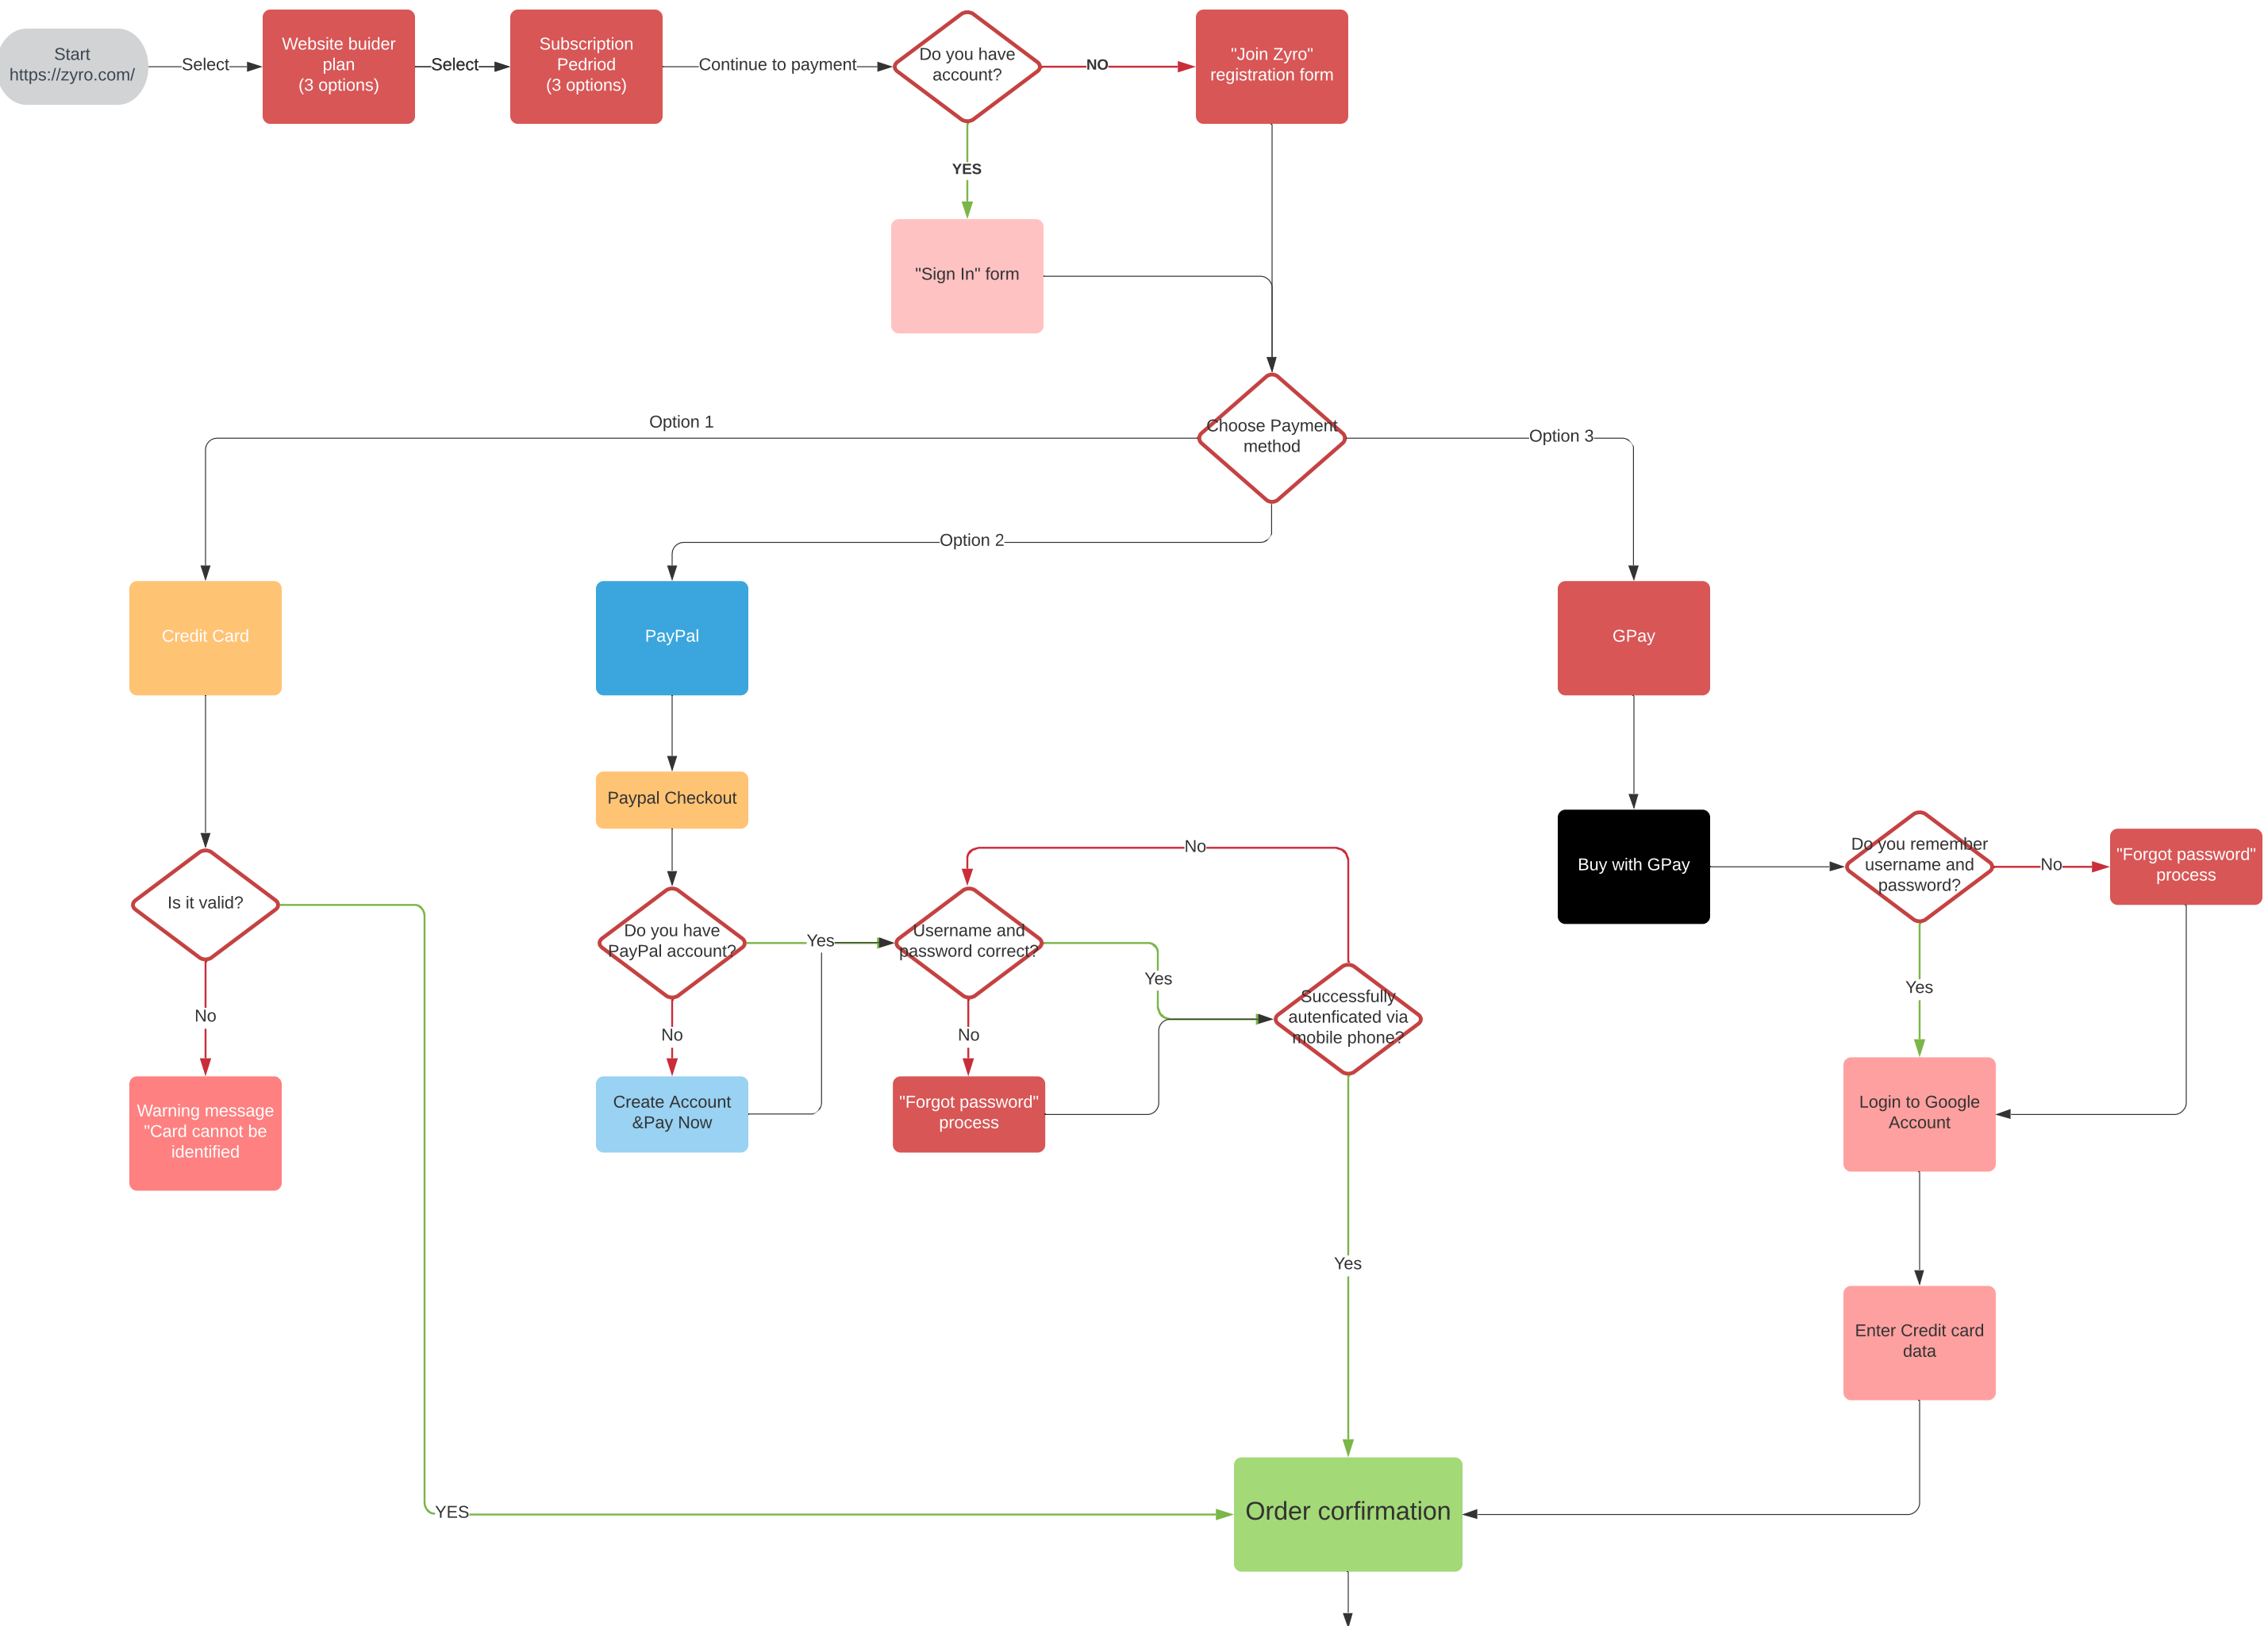 Start
https://zyro.com/
Select
Website buider
plan
(3 options)
Select
Subscription
Pedriod
(3 options)
Continue to payment
Do you have
account?
NO
"Join Zyro"
registration form
YES
"Sign In" form
Choose Payment
method
Option 1
Option 2
Option 3
Credit Card
PayPal
GPay
Paypal Checkout
Buy with GPay
Is it valid?
No
Warning message
"Card cannot be
identified
YES
Do you have
PayPal account?
Yes
No
Create Account
&Pay Now
Username and
password correct?
No
"Forgot password"
process
Yes
No
Successfully
autenficated via
mobile phone?
Yes
Do you remember
username and
password?
No
"Forgot password"
process
Yes
Login to Google
Account
Enter Credit card
data
Order corfirmation